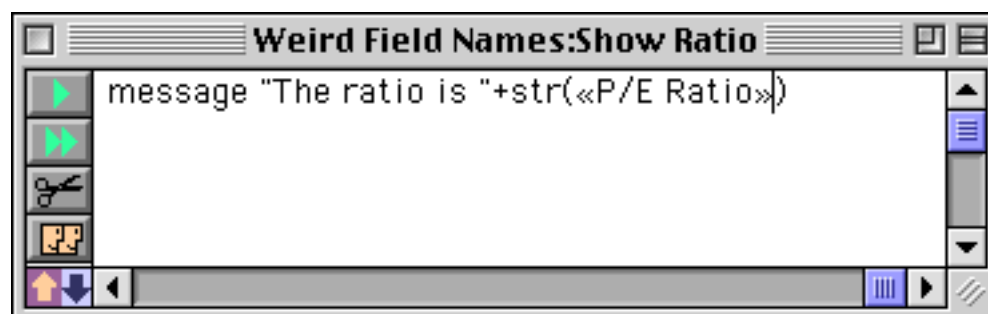 Weird Field Names:Show Ratio
message "The ratio is "+str(«P/E Ratio»)